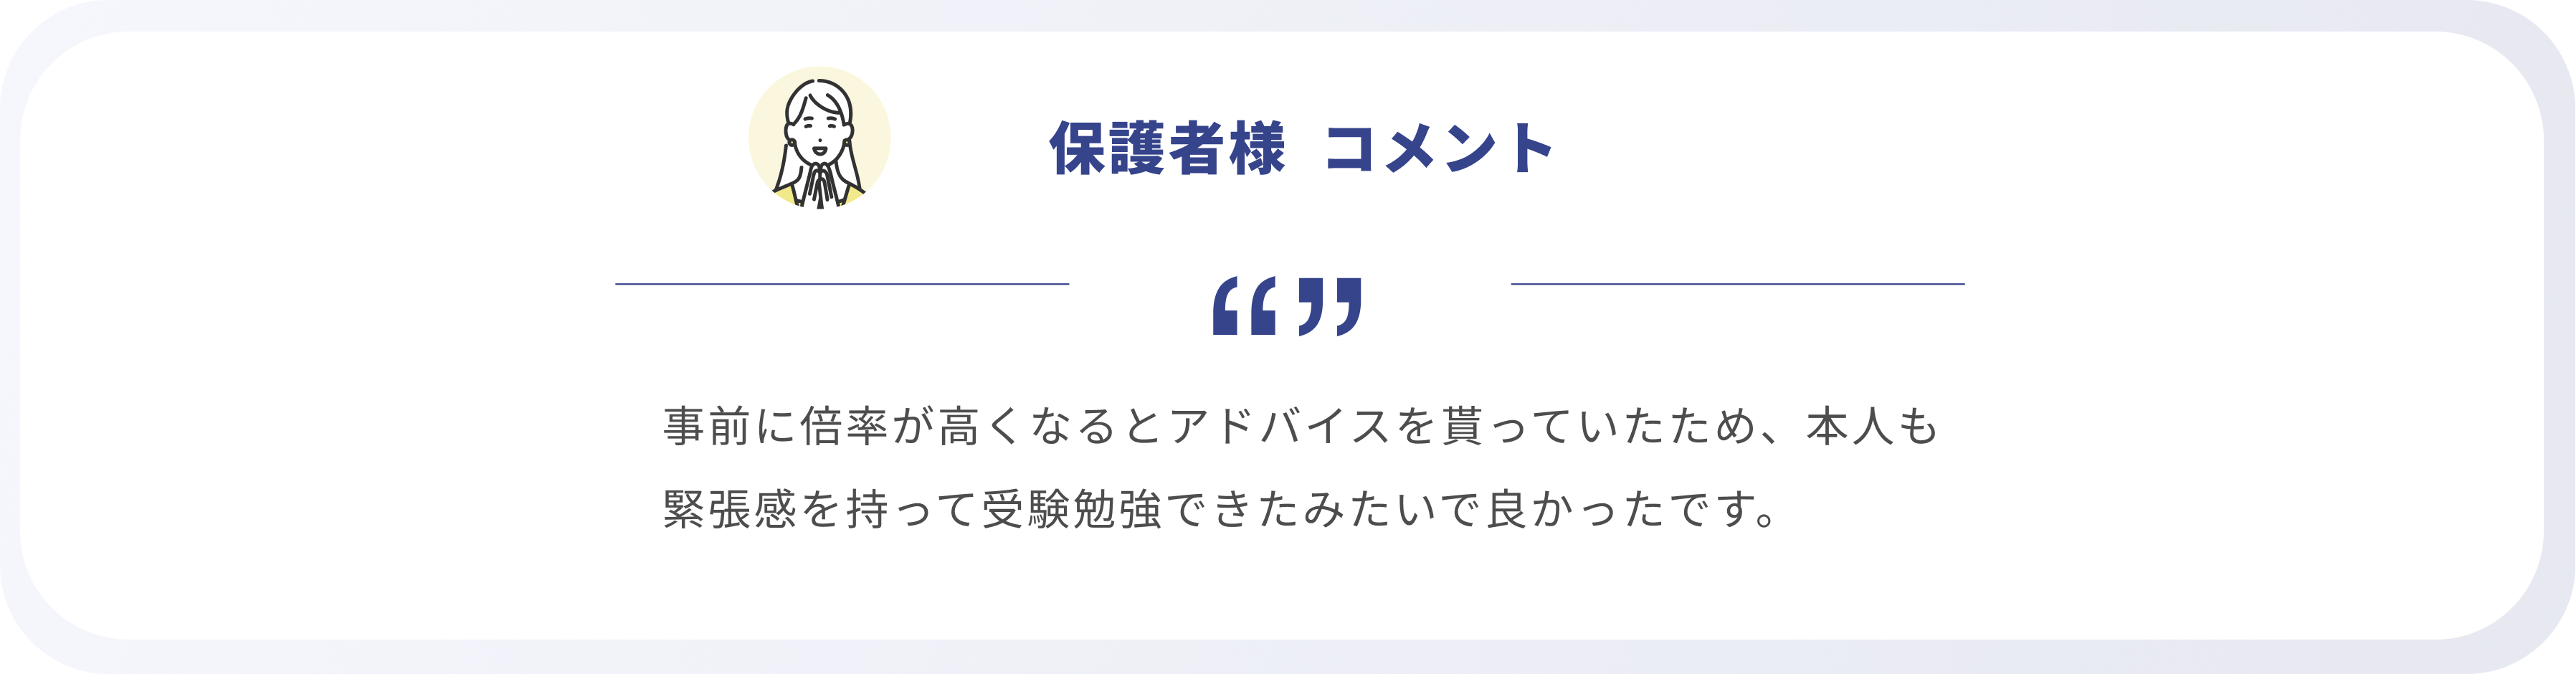 保護者様 コメント
“ ”
事前に倍率が高くなるとアドバイスを貰っていたため、本人も
緊張感を持って受験勉強できたみたいで良かったです。